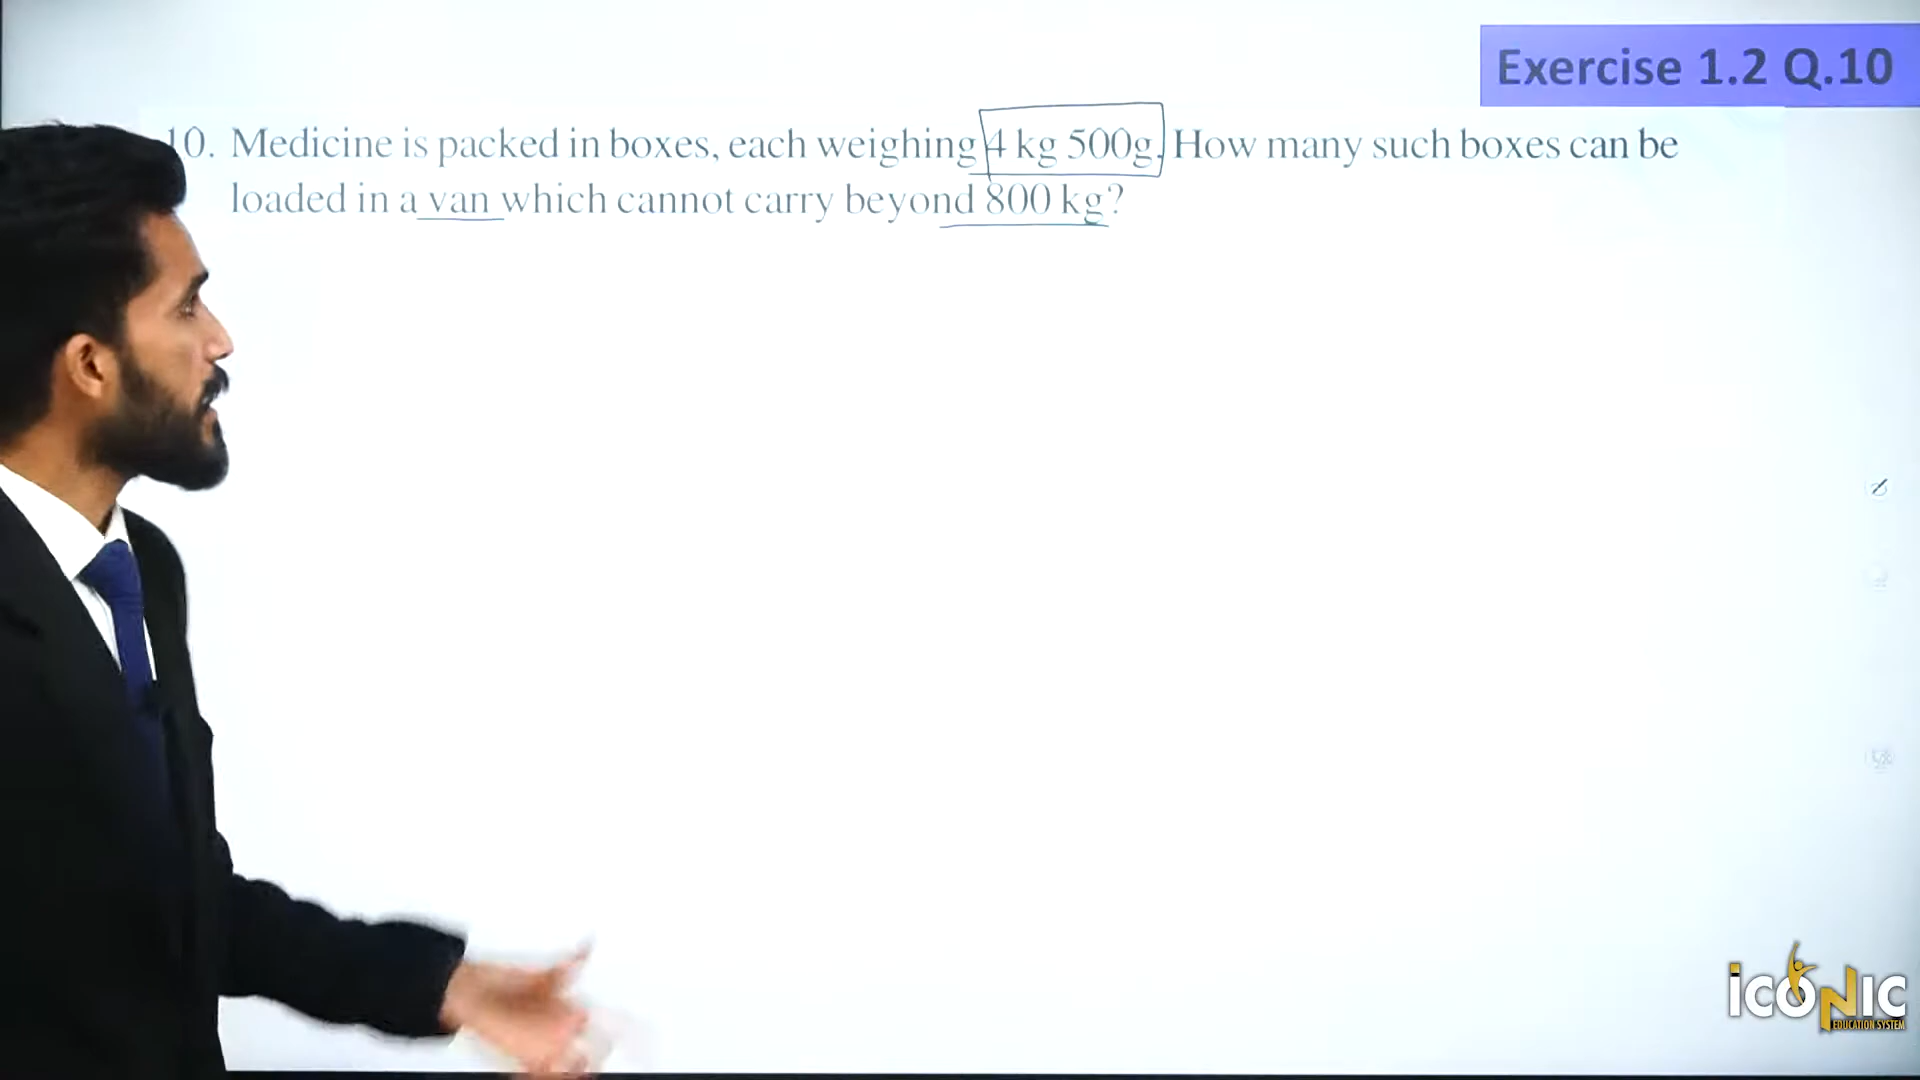 Exercise 1.2 Q.10
10. Medicine is packed in boxes, each weighing 4 kg 500g. How many such boxes can be
loaded in a van which cannot carry beyond 800 kg?
iCONIC
EDUCATION SYSTEM